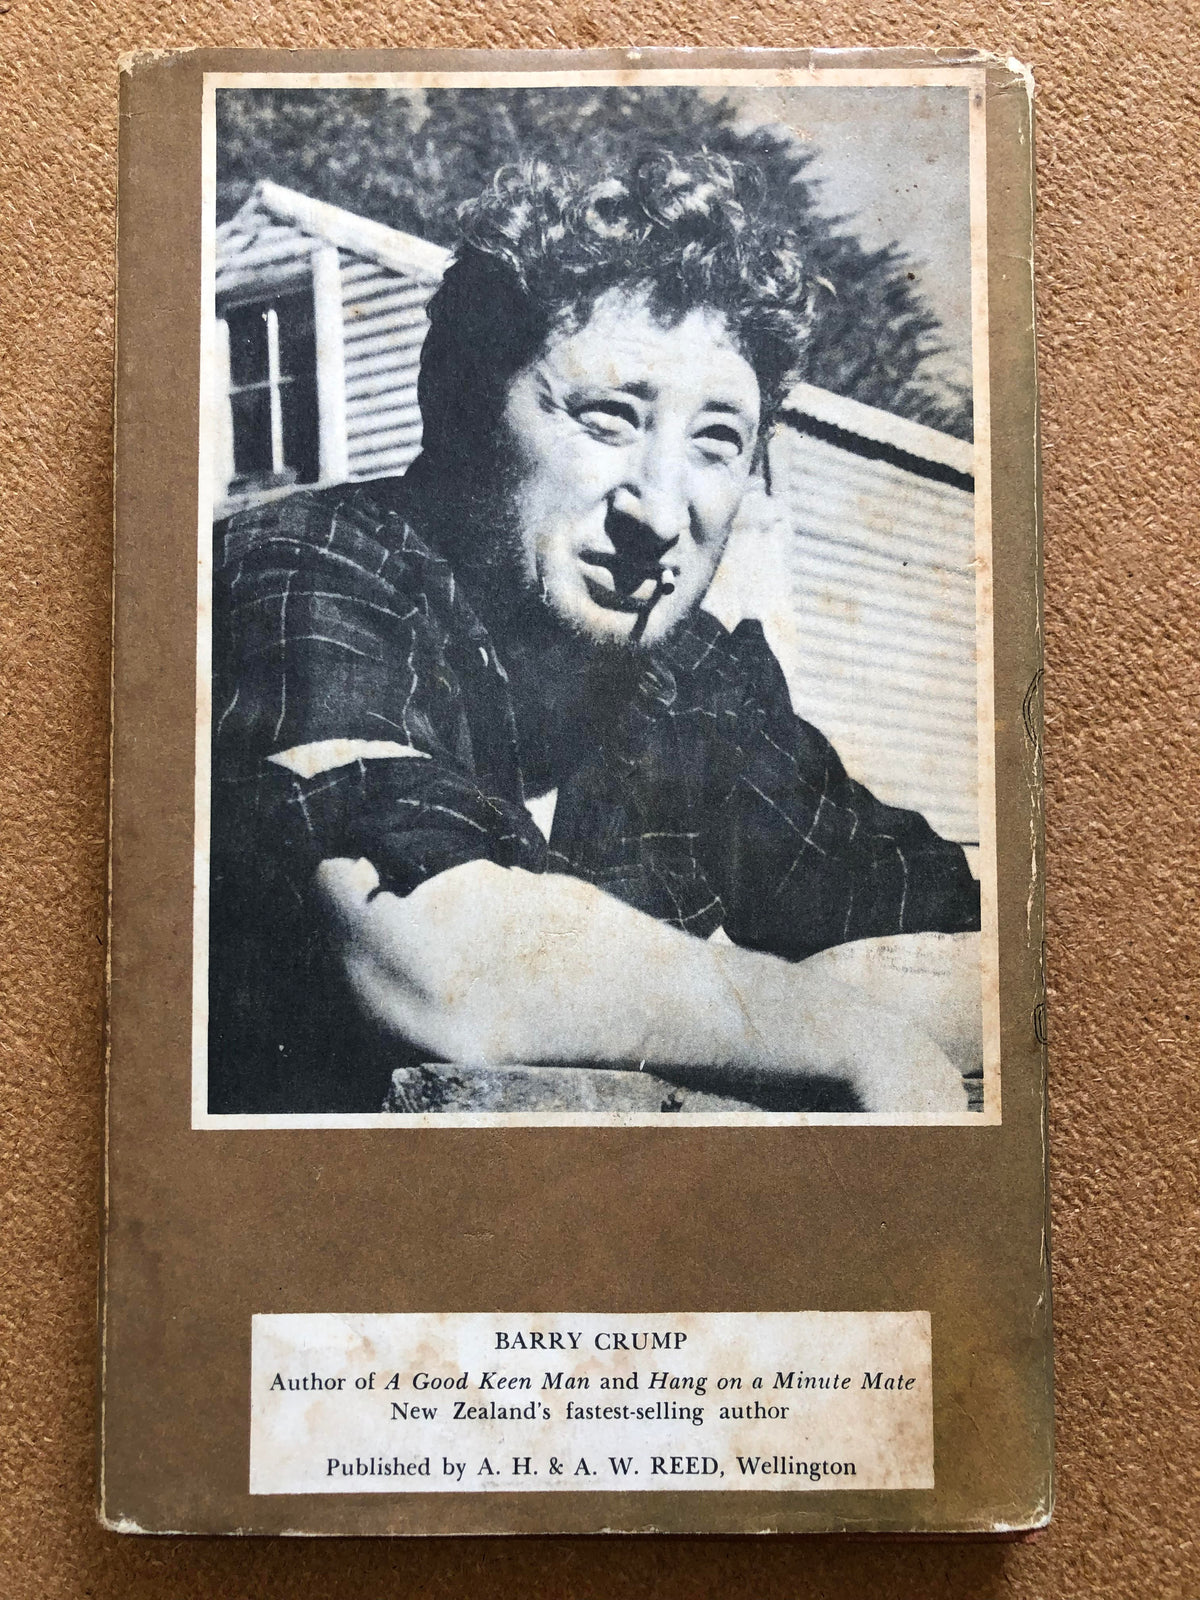 BARRY CRUMP
Author of A Good Keen Man and Hang on a Minute Mate
New Zealand's fastest-selling author
Published by A. H. & A. W. REED, Wellington